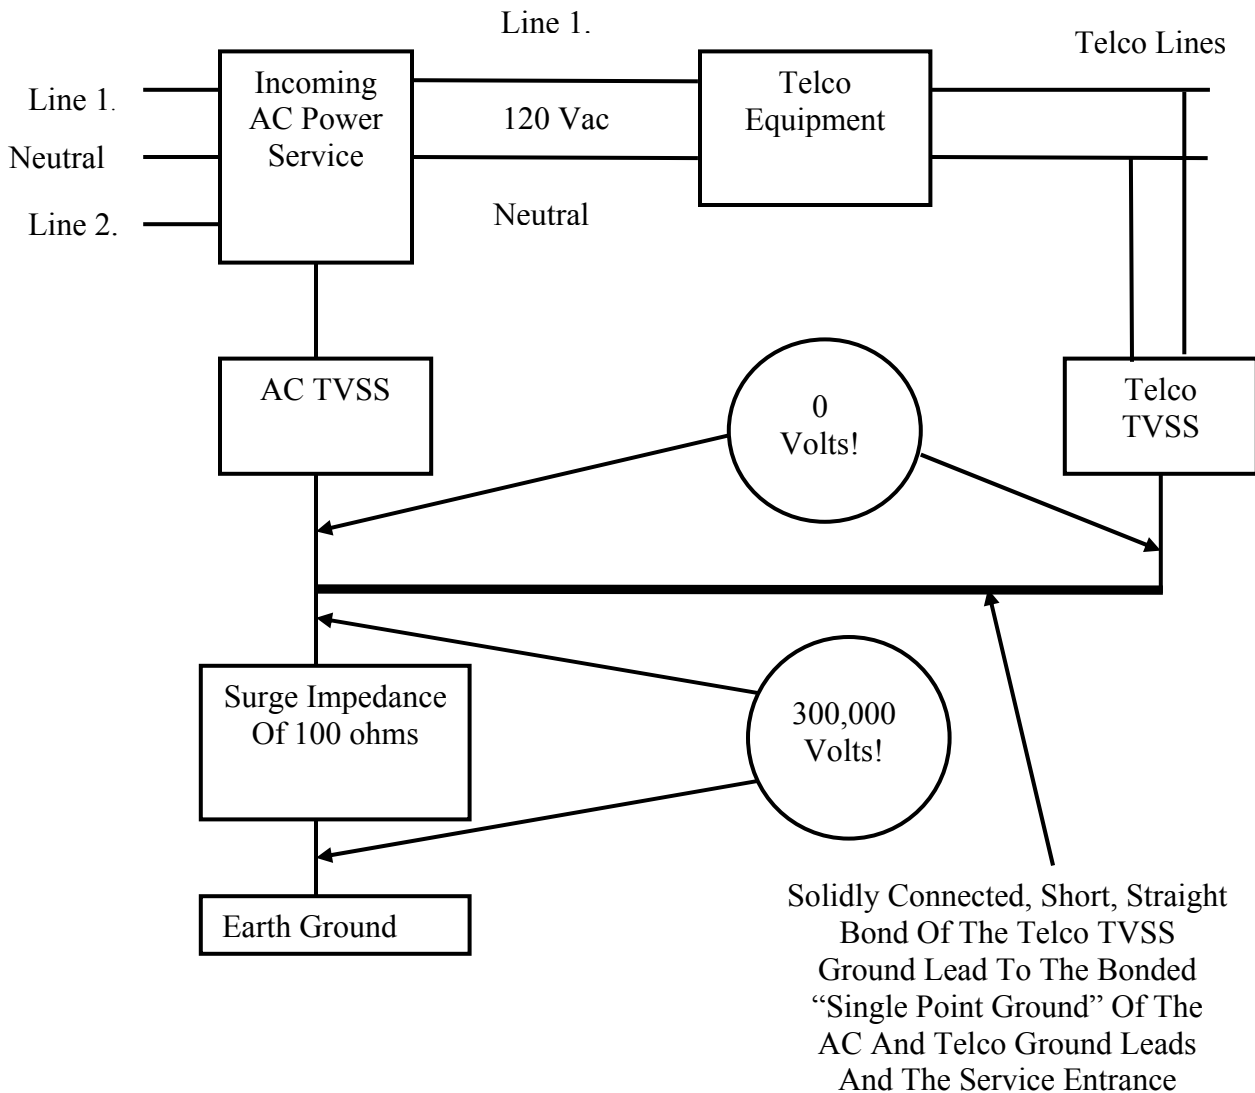 Line 1.
Telco Lines
Incoming
AC Power
Service
Telco
Equipment
Line 1.
120 Vac
Neutral
Line 2.
Neutral
AC TVSS
0
Volts!
Telco
TVSS
Surge Impedance
Of 100 ohms
300,000
Volts!
Earth Ground
Solidly Connected, Short, Straight
Bond Of The Telco TVSS
Ground Lead To The Bonded
“Single Point Ground” Of The
AC And Telco Ground Leads
And The Service Entrance